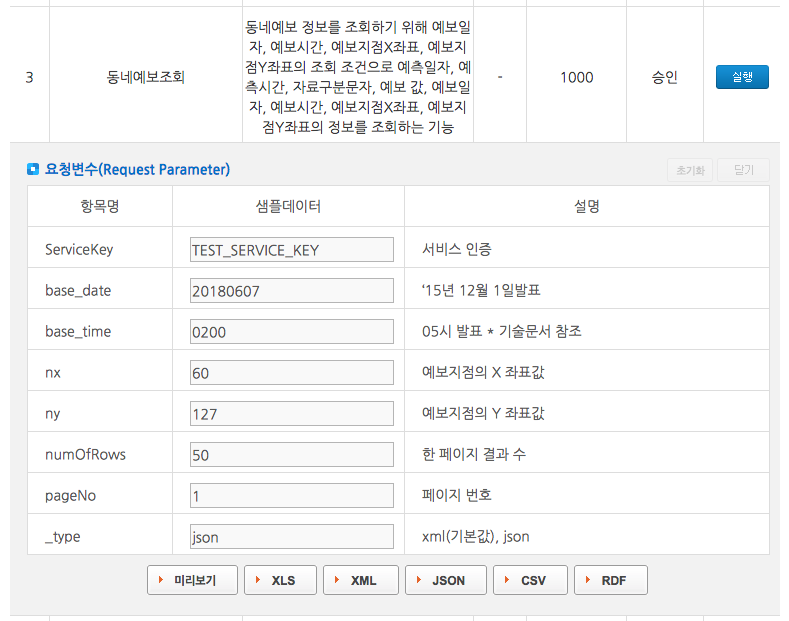 동네예보 정보를 조회하기 위해 예보일
자, 예보시간, 예보지점X좌표, 예보지
점Y좌표의 조회 조건으로 예측일자, 예
측시간, 자료구분문자, 예보 값, 예보일
자, 예보시간, 예보지점X좌표, 예보지
점Y좌표의 정보를 조회하는 기능
3 동네예보조회 - 1000 승인 실행
요청변수(Request Parameter) 초기화 닫기
항목명 샘플데이터 설명
ServiceKey TEST_SERVICE_KEY 서비스 인증
base_date 20180607 ‘15년 12월 1일발표
base_time 0200 05시 발표 * 기술문서 참조
nx 60 예보지점의 X 좌표값
ny 127 예보지점의 Y 좌표값
numOfRows 50 한 페이지 결과 수
pageNo 1 페이지 번호
_type json xml(기본값), json
미리보기 XLS XML JSON CSV RDF